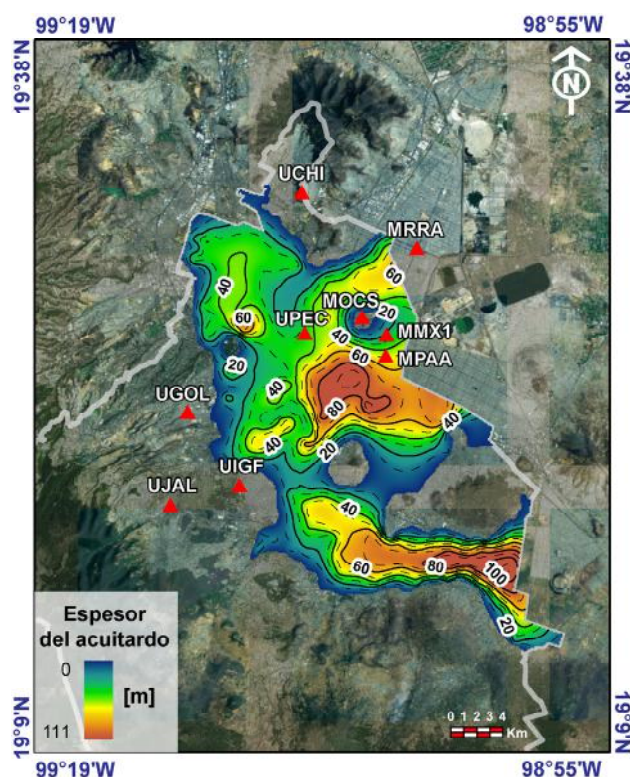 99°19'W
98°55'W
19°38'N
19°38'N
N
UCHI
MRRA
60
40
MOCS
20
60
UPEC
MMX1
40
60
MPAA
20
UGOL
40
80
40
40
20
UIGF
UJAL
40
60
80
100
20
Espesor
del acuitardo
0
[m]
111
0 1 2 3 4
Km
19°9'N
19°9'N
99°19'W
98°55'W